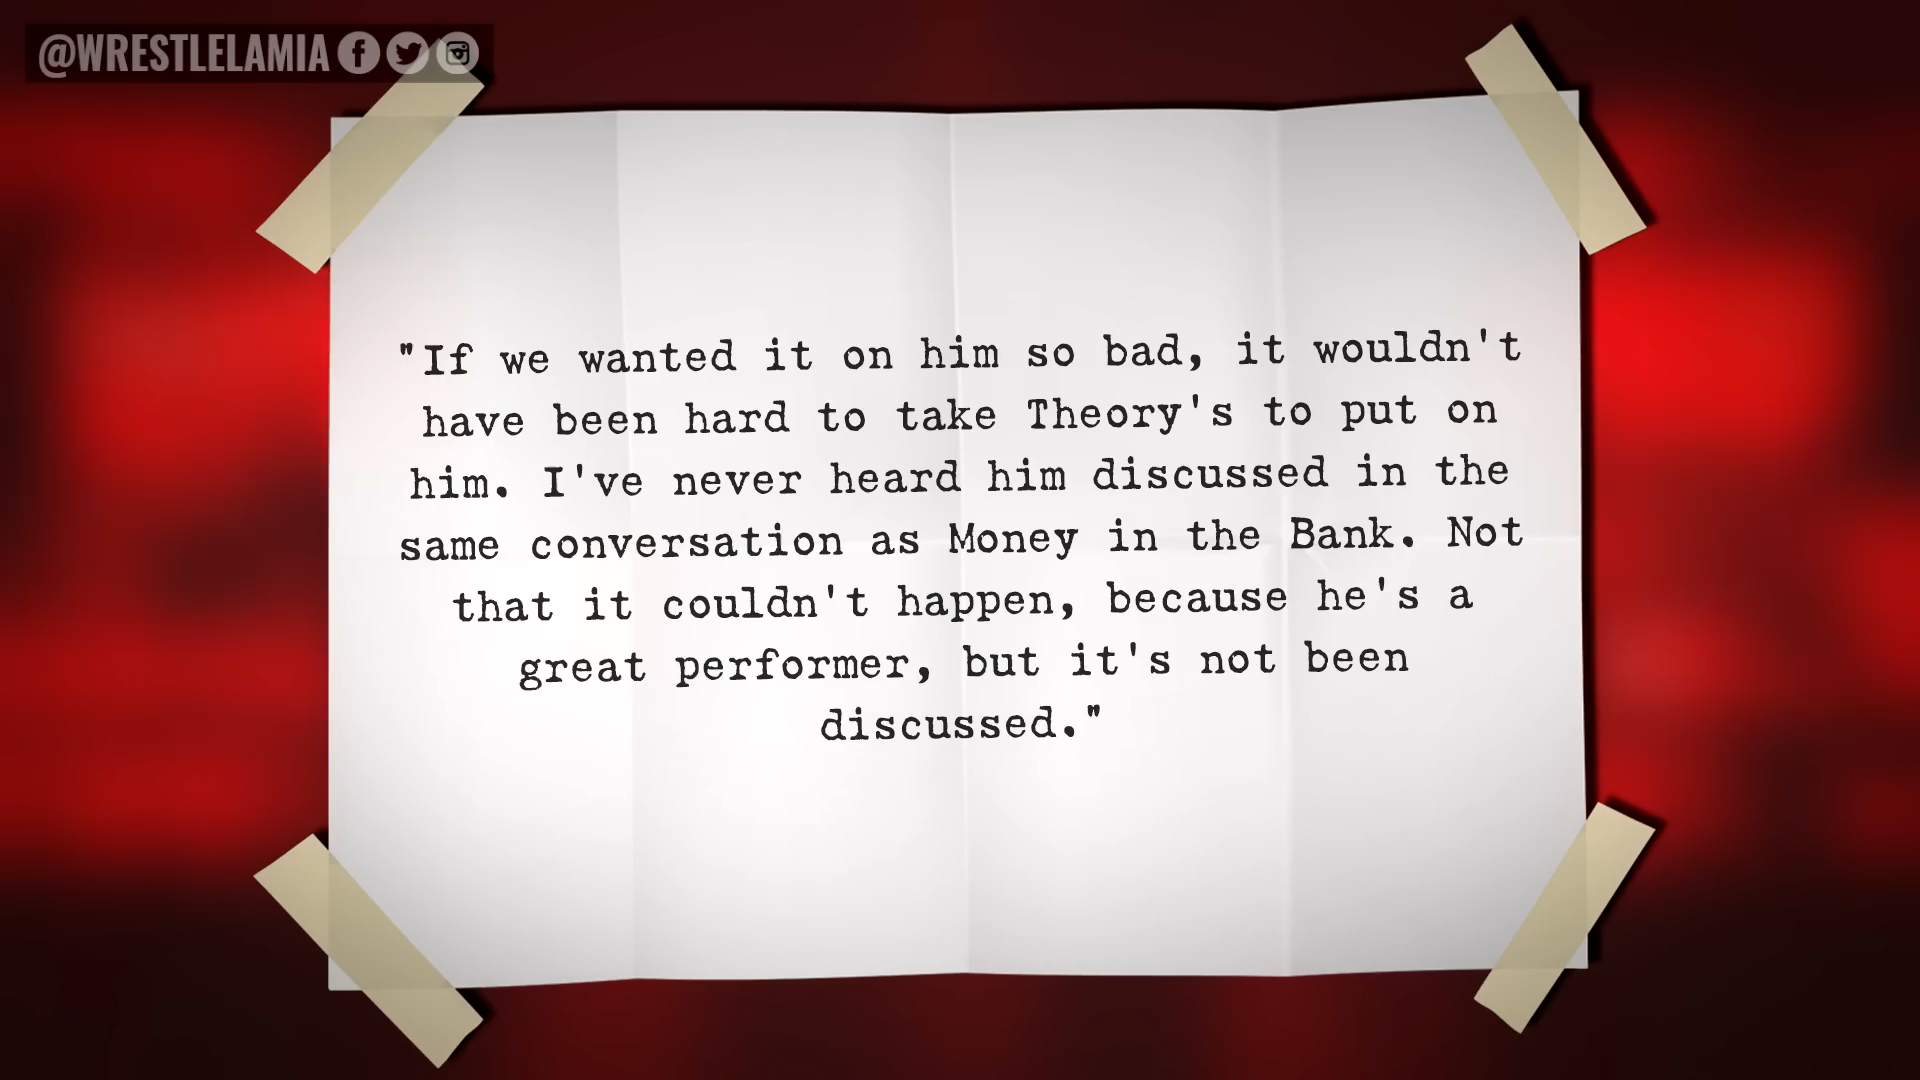 @WRESTLELAMIA
"If we wanted it on him so bad, it wouldn't
have been hard to take Theory's to put on
him. I've never heard him discussed in the
same conversation as Money in the Bank. Not
that it couldn't happen, because he's a
great performer, but it's not been
discussed."